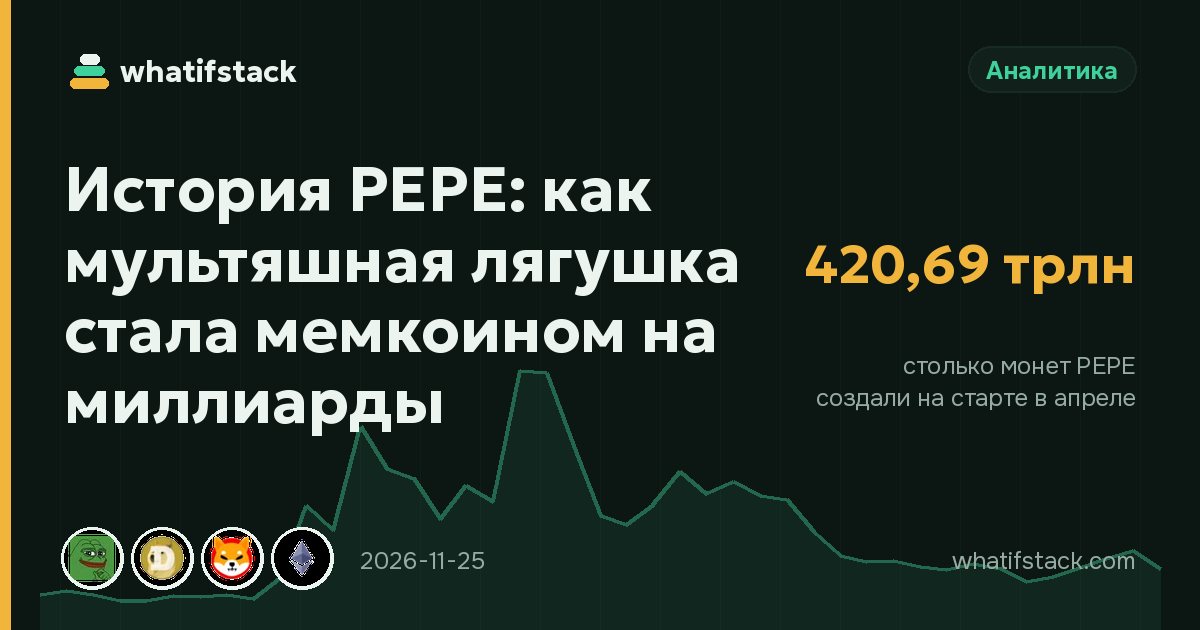 whatifstack
Аналитика
История PEPE: как
мультяшная лягушка
стала мемкоином на
миллиарды
420,69 трлн
столько монет PEPE
создали на старте в апреле
2026-11-25
whatifstack.com